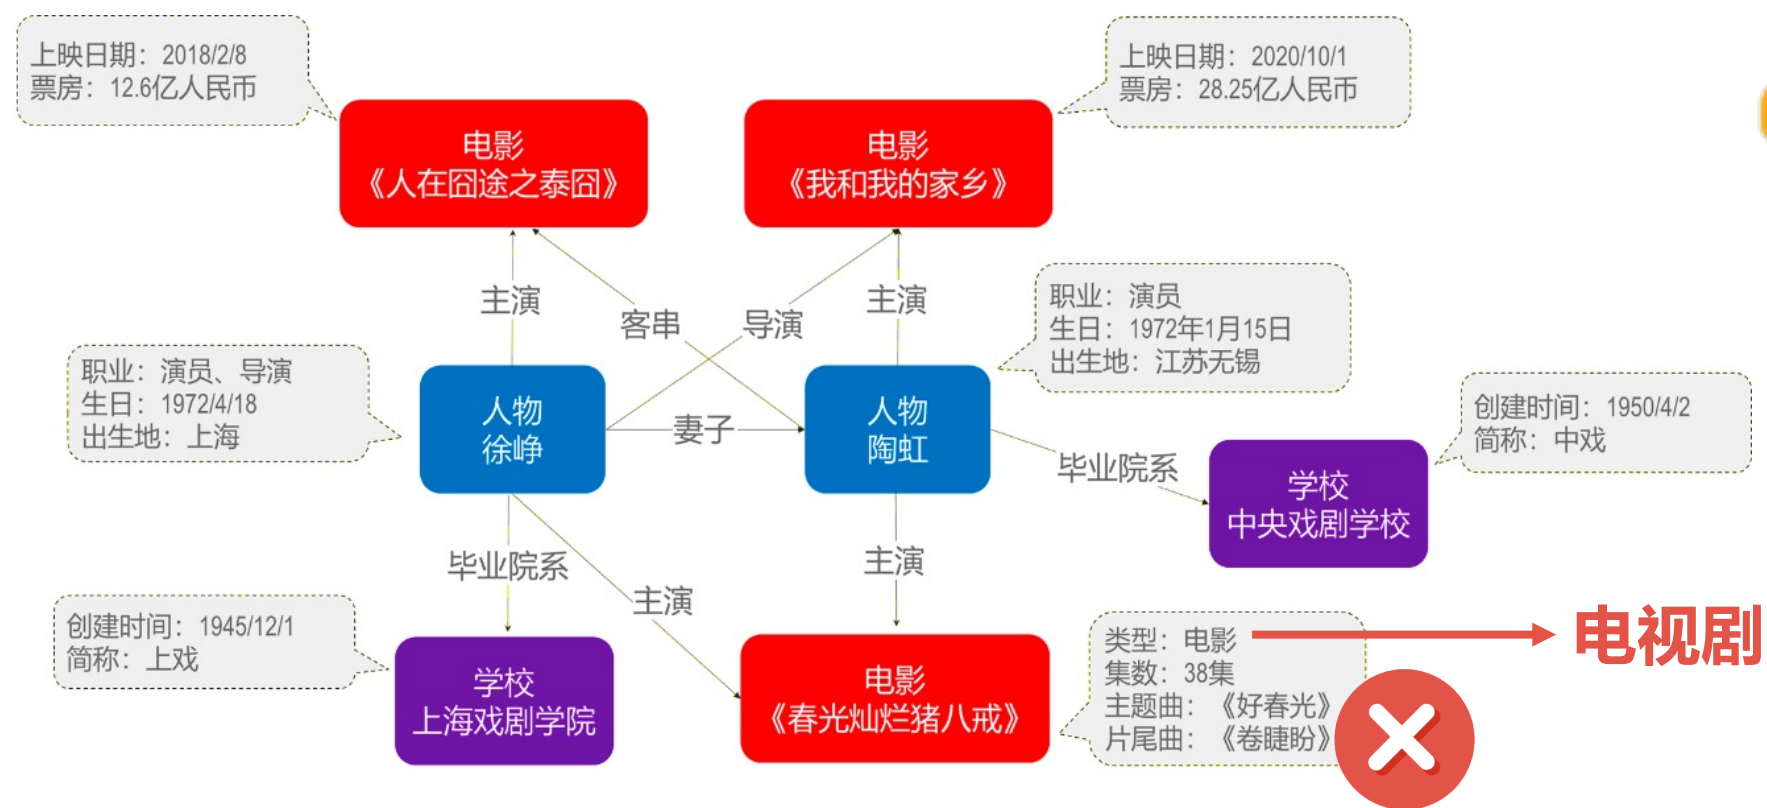 上映日期：2018/2/8
票房：12.6亿人民币
上映日期：2020/10/1
票房：28.25亿人民币
电影
《人在囧途之泰囧》
电影
《我和我的家乡》
主演
客串
导演
主演
职业：演员
生日：1972年1月15日
出生地：江苏无锡
职业：演员、导演
生日：1972/4/18
出生地：上海
人物
徐峥
妻子
人物
陶虹
创建时间：1950/4/2
简称：中戏
毕业院系
学校
中央戏剧学校
毕业院系
主演
主演
创建时间：1945/12/1
简称：上戏
学校
上海戏剧学院
电影
《春光灿烂猪八戒》
类型：电影
集数：38集
主题曲：《好春光》
片尾曲：《卷睫盼》
电视剧